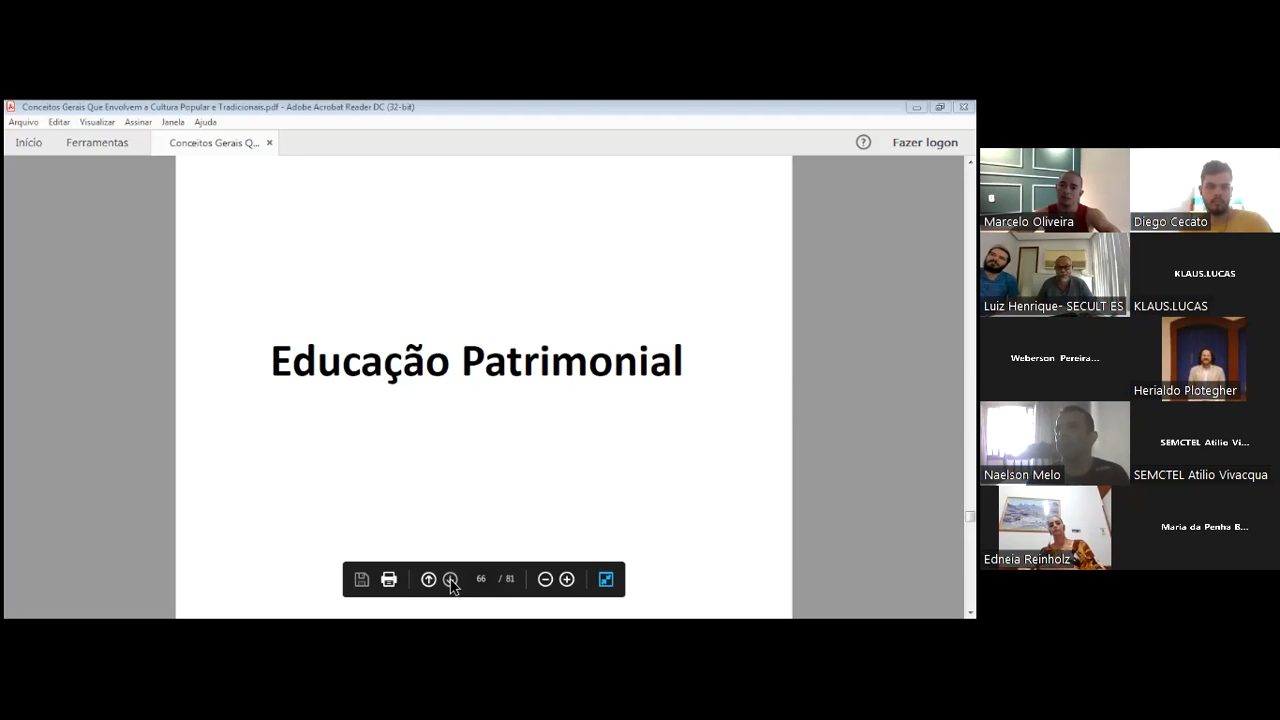 Conceitos Gerais Que Envolvem a Cultura Popular e Tradicionais.pdf - Adobe Acrobat Reader DC (32-bit)
Arquivo Editar Visualizar Assinar Janela Ajuda
Início Ferramentas Conceitos Gerais Q... × ? Fazer logon
Educação Patrimonial
66 / 81
Marcelo Oliveira
Diego Cecato
Luiz Henrique- SECULT ES
KLAUS.LUCAS
KLAUS.LUCAS
Weberson Pereira...
Herialdo Plotegher
Naelson Melo
SEMCTEL Atilio Vi...
SEMCTEL Atilio Vivacqua
Edneia Reinholz
Maria da Penha B...